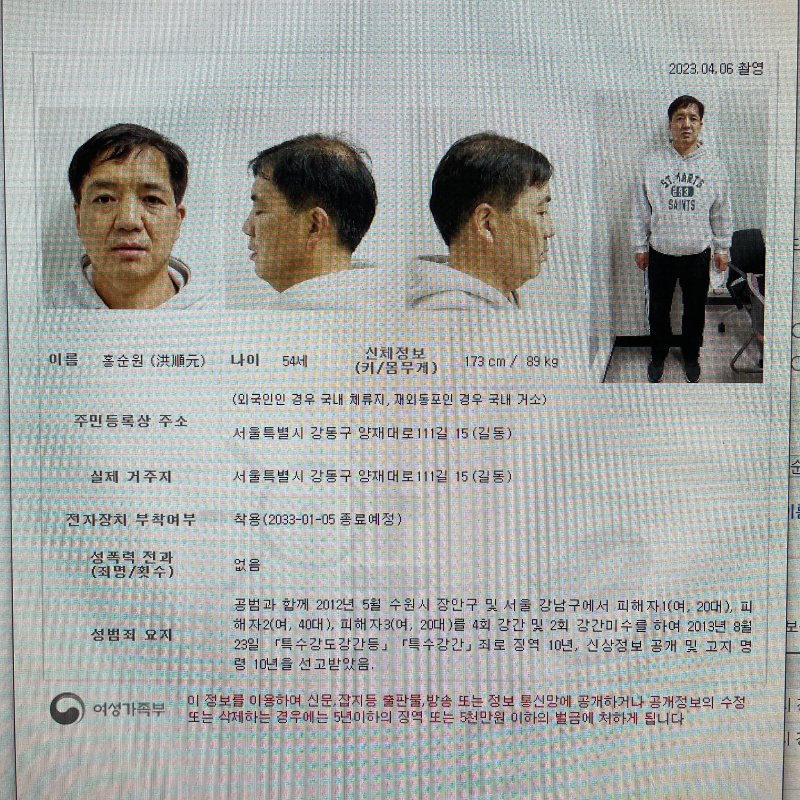 2023.04.06 촬영
ST. MARTS
SAINTS
이름 홍순원 (洪順元) 나이 54세 신체정보 (키/몸무게) 173 cm / 89 kg
(외국인인 경우 국내 체류지, 재외동포인 경우 국내 거소)
주민등록상 주소
서울특별시 강동구 양재대로111길 15 (길동)
실제 거주지 서울특별시 강동구 양재대로111길 15 (길동)
전자장치 부착여부 착용(2033-01-05 종료예정)
성폭력 전과
(죄명/횟수)
없음
성범죄 요지
공범과 함께 2012년 5월 수원시 장안구 및 서울 강남구에서 피해자1(여, 20대), 피
해자2(여, 40대), 피해자3(여, 20대)를 4회 강간 및 2회 강간미수를 하여 2013년 8월
23일 「특수강도강간등」「특수강간」죄로 징역 10년, 신상정보 공개 및 고지 명
령 10년을 선고받았음.
여성가족부
이 정보를 이용하여 신문,잡지등 출판물,방송 또는 정보 통신망에 공개하거나 공개정보의 수정
또는 삭제하는 경우에는 5년이하의 징역 또는 5천만원 이하의 벌금에 처하게 됩니다